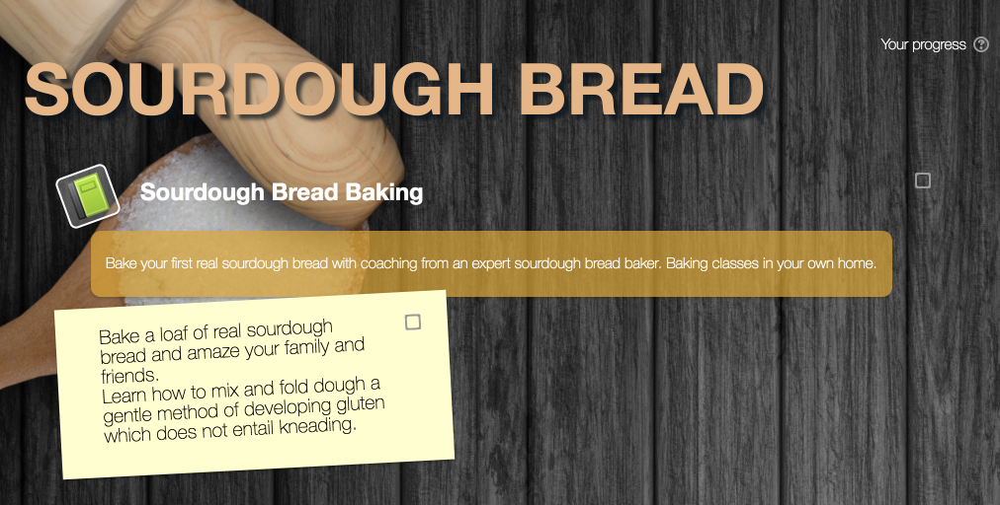 Your progress
SOURDOUGH BREAD
Sourdough Bread Baking
Bake your first real sourdough bread with coaching from an expert sourdough bread baker. Baking classes in your own home.
Bake a loaf of real sourdough
bread and amaze your family and
friends.
Learn how to mix and fold dough a
gentle method of developing gluten
which does not entail kneading.